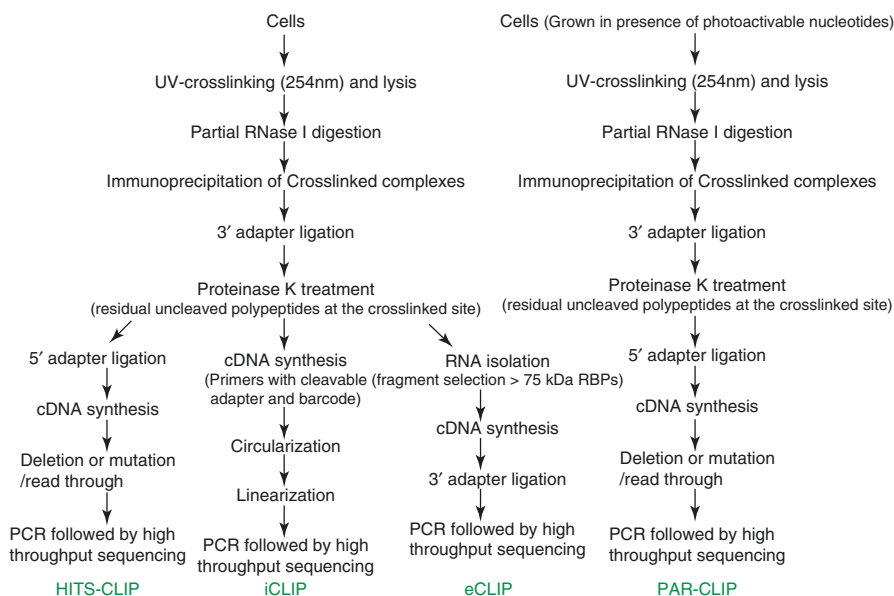 Cells
UV-crosslinking (254nm) and lysis
Partial RNase I digestion
Immunoprecipitation of Crosslinked complexes
3′ adapter ligation
Proteinase K treatment
(residual uncleaved polypeptides at the crosslinked site)
5′ adapter ligation
cDNA synthesis
Deletion or mutation
/read through
PCR followed by high
throughput sequencing
HITS-CLIP
cDNA synthesis
(Primers with cleavable
adapter and barcode)
Circularization
Linearization
PCR followed by high
throughput sequencing
iCLIP
RNA isolation
(fragment selection > 75 kDa RBPs)
cDNA synthesis
3′ adapter ligation
PCR followed by high
throughput sequencing
eCLIP
Cells (Grown in presence of photoactivable nucleotides)
UV-crosslinking (254nm) and lysis
Partial RNase I digestion
Immunoprecipitation of Crosslinked complexes
3′ adapter ligation
Proteinase K treatment
(residual uncleaved polypeptides at the crosslinked site)
5′ adapter ligation
cDNA synthesis
Deletion or mutation
/read through
PCR followed by high
throughput sequencing
PAR-CLIP